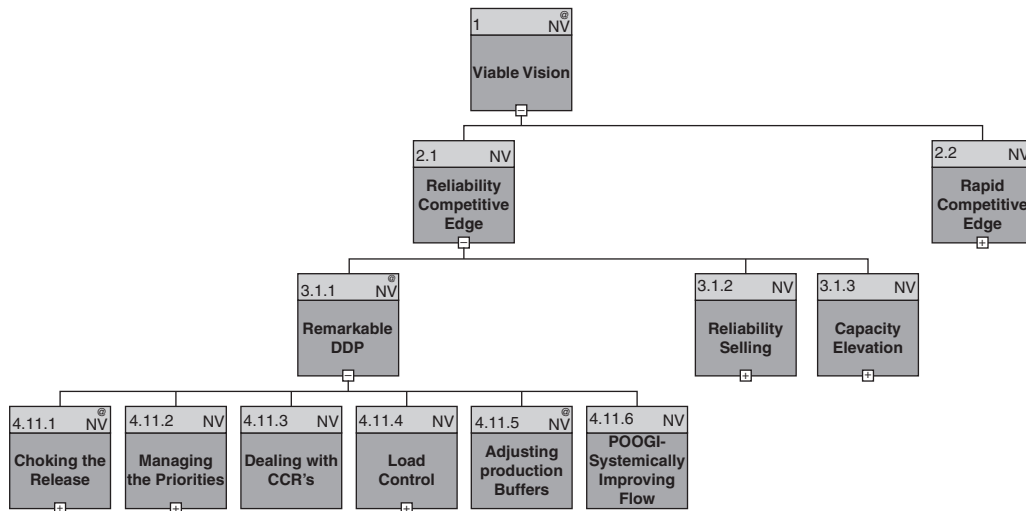 @
1 NV
Viable Vision
2.1 NV
Reliability
Competitive
Edge
2.2 NV
Rapid
Competitive
Edge
@
3.1.1 NV
Remarkable
DDP
3.1.2 NV
Reliability
Selling
3.1.3 NV
Capacity
Elevation
@
4.11.1 NV
Choking the
Release
4.11.2 NV
Managing
the Priorities
4.11.3 NV
Dealing with
CCR's
4.11.4 NV
Load
Control
@
4.11.5 NV
Adjusting
production
Buffers
4.11.6 NV
POOGI-
Systemically
Improving
Flow